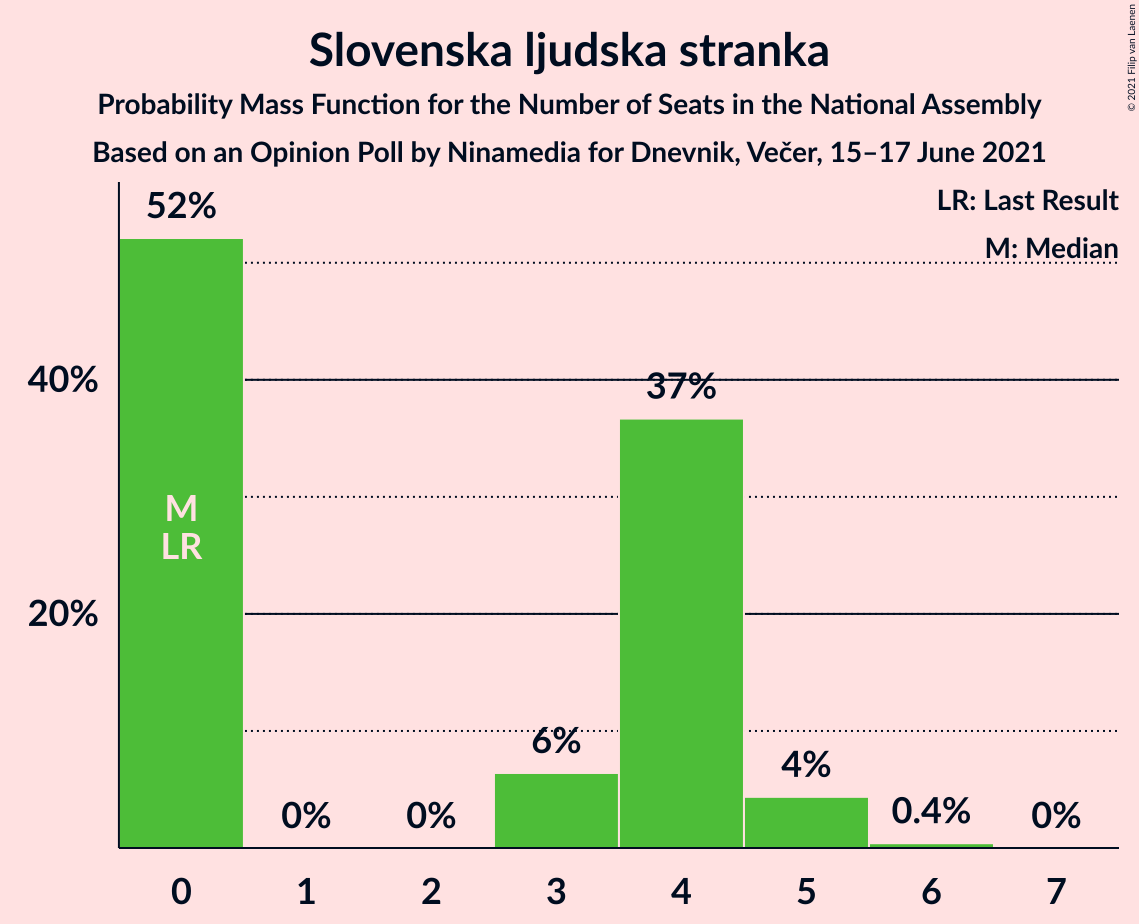 Slovenska ljudska stranka
Probability Mass Function for the Number of Seats in the National Assembly
Based on an Opinion Poll by Ninamedia for Dnevnik, Večer, 15–17 June 2021
© 2021 Filip van Laenen
LR: Last Result
M: Median
52%
40%
37%
M
LR
20%
6%
4%
0%
0%
0.4%
0%
0 1 2 3 4 5 6 7